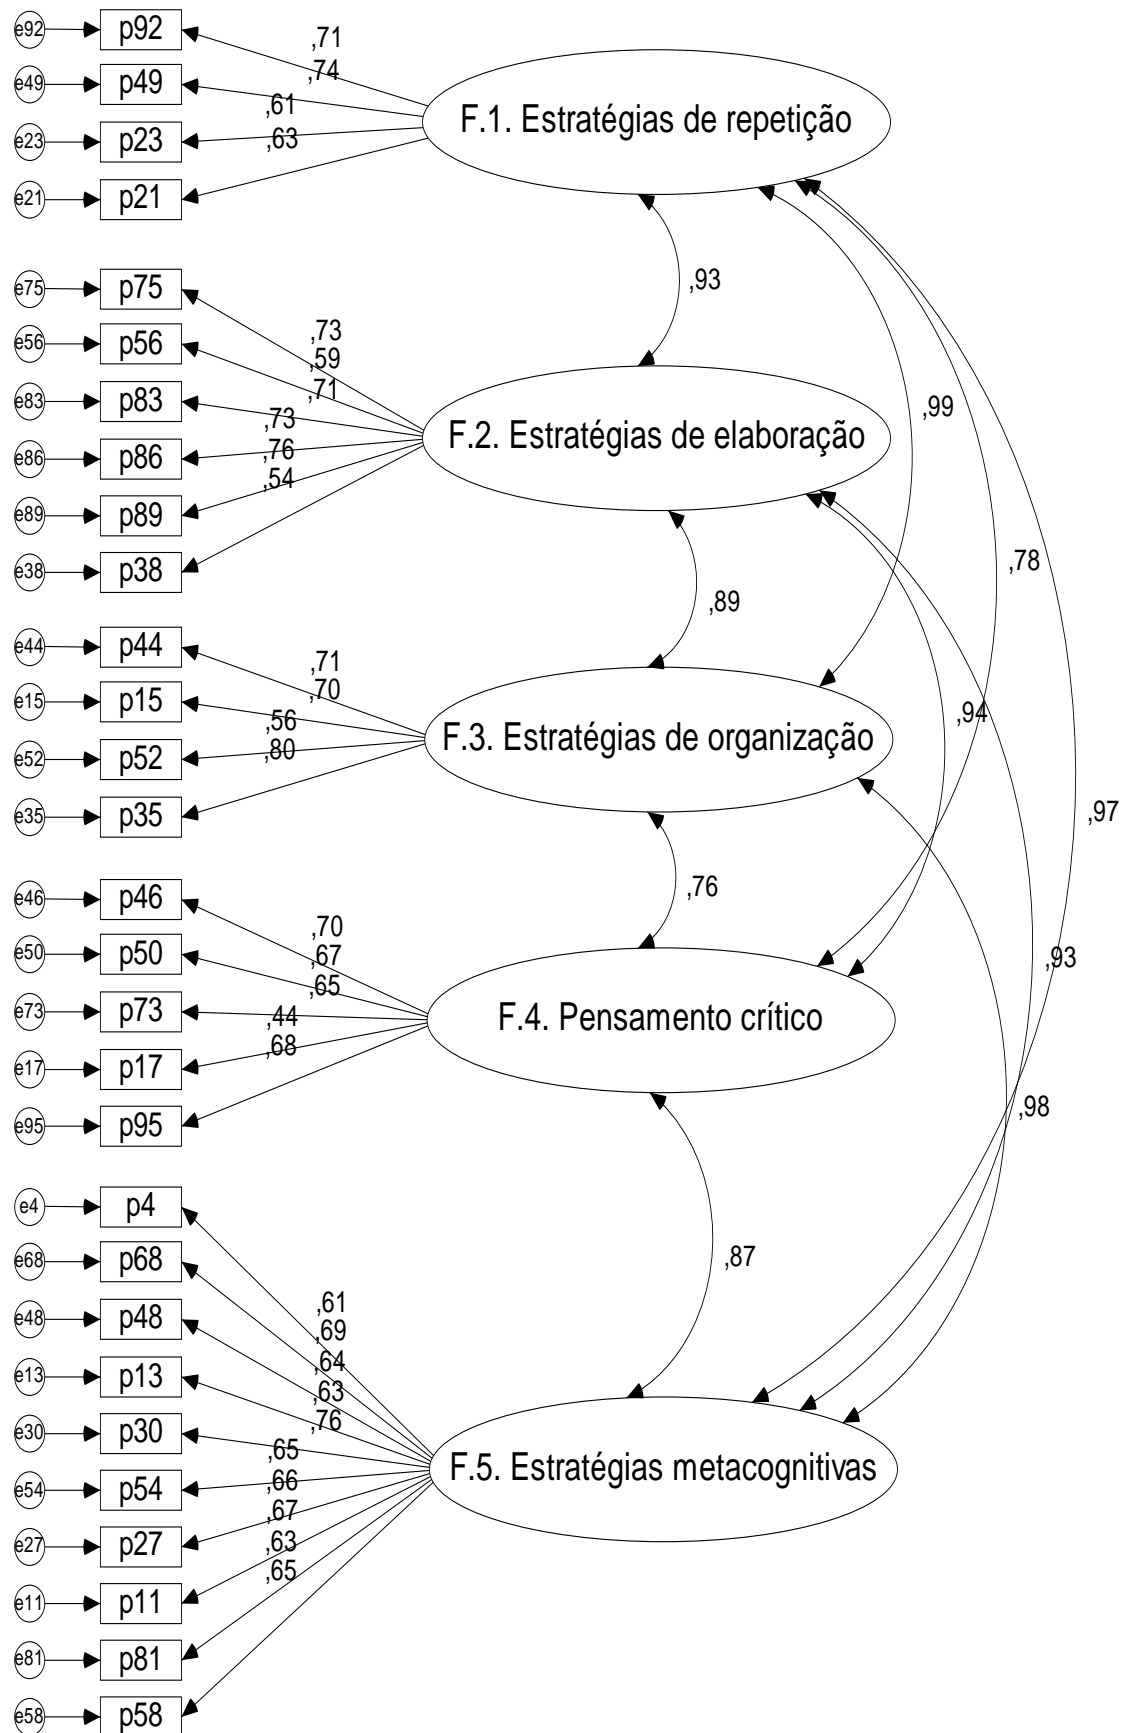 e92 p92
,71
e49 p49
,74
,61
F.1. Estratégias de repetição
e23 p23
,63
e21 p21
,93
e75 p75
,73
e56 p56
,59
,71
e83 p83
,99
,73
F.2. Estratégias de elaboração
e86 p86
,76
,54
e89 p89
e38 p38
,78
,89
e44 p44
,71
,70
e15 p15
,94
,56
F.3. Estratégias de organização
e52 p52
,80
e35 p35
,97
,76
e46 p46
,70
e50 p50
,67
,93
,65
e73 p73
,44
F.4. Pensamento crítico
,68
e17 p17
,98
e95 p95
e4 p4
e68 p68
,87
,61
e48 p48
,69
,64
e13 p13
,63
,76
e30 p30
,65
F.5. Estratégias metacognitivas
,66
e54 p54
,67
e27 p27
,63
,65
e11 p11
e81 p81
e58 p58